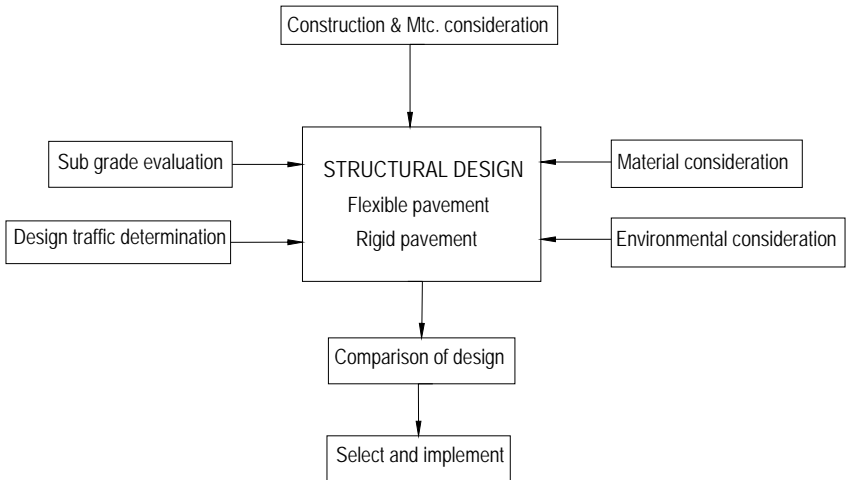 Construction & Mtc. consideration
Sub grade evaluation
Design traffic determination
STRUCTURAL DESIGN
Flexible pavement
Rigid pavement
Material consideration
Environmental consideration
Comparison of design
Select and implement